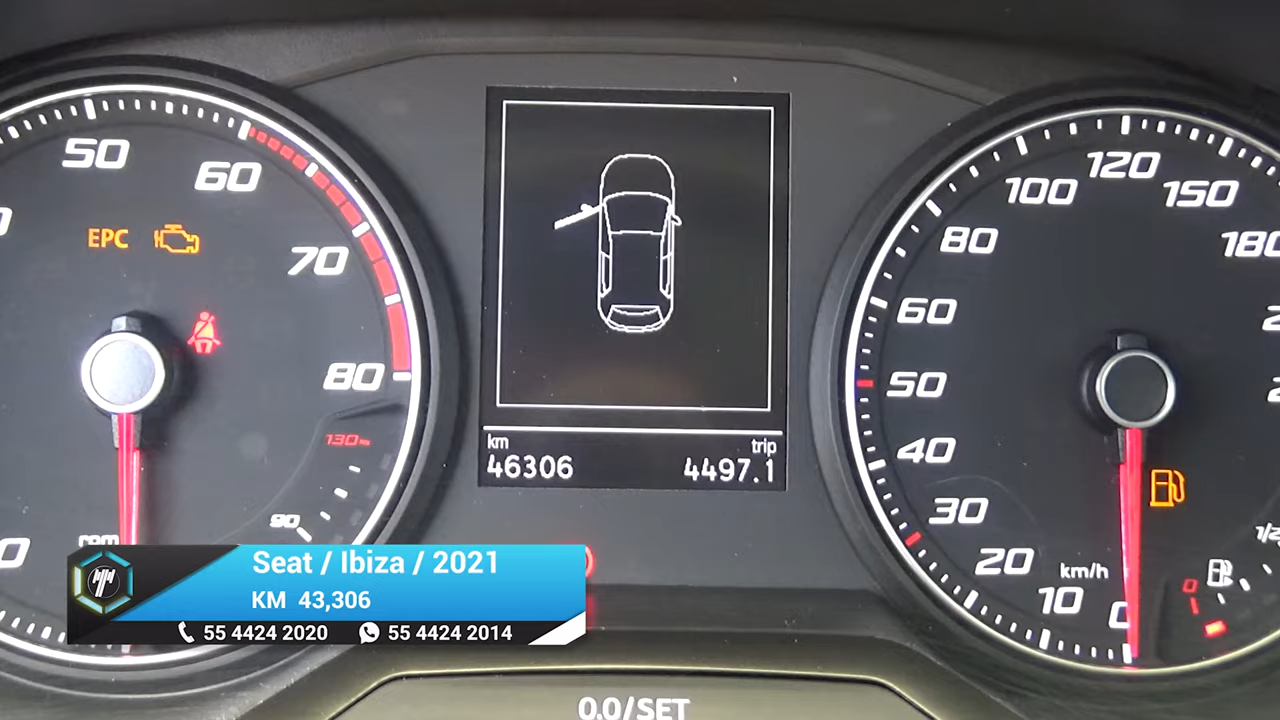 50
60
70
80
130
90
EPC
rpm
0
km
trip
46306
4497.1
120
100
150
80
60
50
40
30
20
10
0
km/h
1/2
0
Seat / Ibiza / 2021
KM 43,306
55 4424 2020
55 4424 2014
0.0/SET